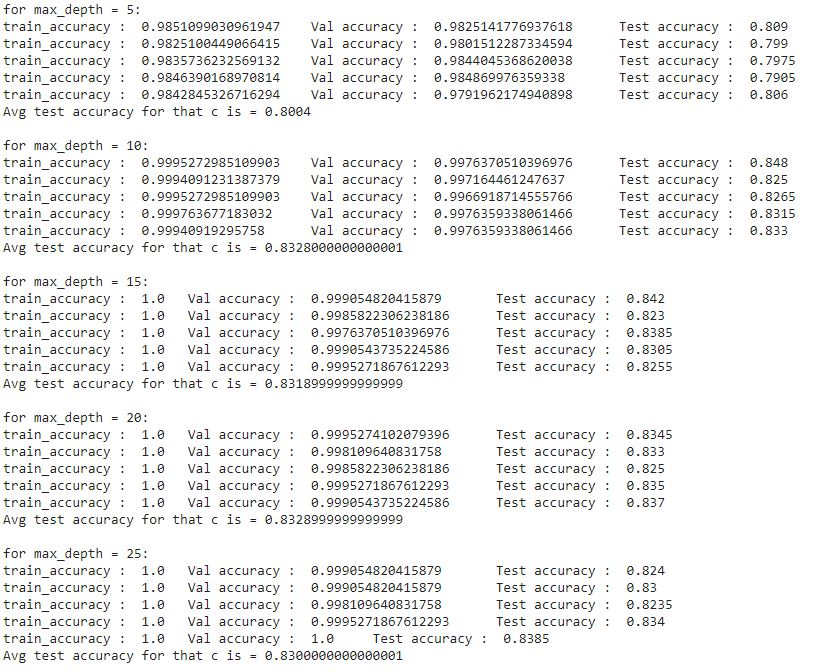 for max_depth = 5:
train_accuracy :  0.9851099030961947    Val accuracy :  0.9825141776937618      Test accuracy :  0.809
train_accuracy :  0.9825100449066415    Val accuracy :  0.9801512287334594      Test accuracy :  0.799
train_accuracy :  0.9835736232569132    Val accuracy :  0.9844045368620038      Test accuracy :  0.7975
train_accuracy :  0.9846390168970814    Val accuracy :  0.984869976359338       Test accuracy :  0.7905
train_accuracy :  0.9842845326716294    Val accuracy :  0.9791962174940898      Test accuracy :  0.806
Avg test accuracy for that c is = 0.8004

for max_depth = 10:
train_accuracy :  0.9995272985109903    Val accuracy :  0.9976370510396976      Test accuracy :  0.848
train_accuracy :  0.9994091231387379    Val accuracy :  0.997164461247637       Test accuracy :  0.825
train_accuracy :  0.9995272985109903    Val accuracy :  0.9966918714555766      Test accuracy :  0.8265
train_accuracy :  0.999763677183032     Val accuracy :  0.9976359338061466      Test accuracy :  0.8315
train_accuracy :  0.99940919295758      Val accuracy :  0.9976359338061466      Test accuracy :  0.833
Avg test accuracy for that c is = 0.8328000000000001

for max_depth = 15:
train_accuracy :  1.0   Val accuracy :  0.999054820415879       Test accuracy :  0.842
train_accuracy :  1.0   Val accuracy :  0.9985822306238186      Test accuracy :  0.823
train_accuracy :  1.0   Val accuracy :  0.9976370510396976      Test accuracy :  0.8385
train_accuracy :  1.0   Val accuracy :  0.9990543735224586      Test accuracy :  0.8305
train_accuracy :  1.0   Val accuracy :  0.9995271867612293      Test accuracy :  0.8255
Avg test accuracy for that c is = 0.8318999999999999

for max_depth = 20:
train_accuracy :  1.0   Val accuracy :  0.9995274102079396      Test accuracy :  0.8345
train_accuracy :  1.0   Val accuracy :  0.998109640831758       Test accuracy :  0.833
train_accuracy :  1.0   Val accuracy :  0.9985822306238186      Test accuracy :  0.825
train_accuracy :  1.0   Val accuracy :  0.9995271867612293      Test accuracy :  0.835
train_accuracy :  1.0   Val accuracy :  0.9990543735224586      Test accuracy :  0.837
Avg test accuracy for that c is = 0.8328999999999999

for max_depth = 25:
train_accuracy :  1.0   Val accuracy :  0.999054820415879       Test accuracy :  0.824
train_accuracy :  1.0   Val accuracy :  0.999054820415879       Test accuracy :  0.83
train_accuracy :  1.0   Val accuracy :  0.998109640831758       Test accuracy :  0.8235
train_accuracy :  1.0   Val accuracy :  0.9995271867612293      Test accuracy :  0.834
train_accuracy :  1.0   Val accuracy :  1.0     Test accuracy :  0.8385
Avg test accuracy for that c is = 0.8300000000000001